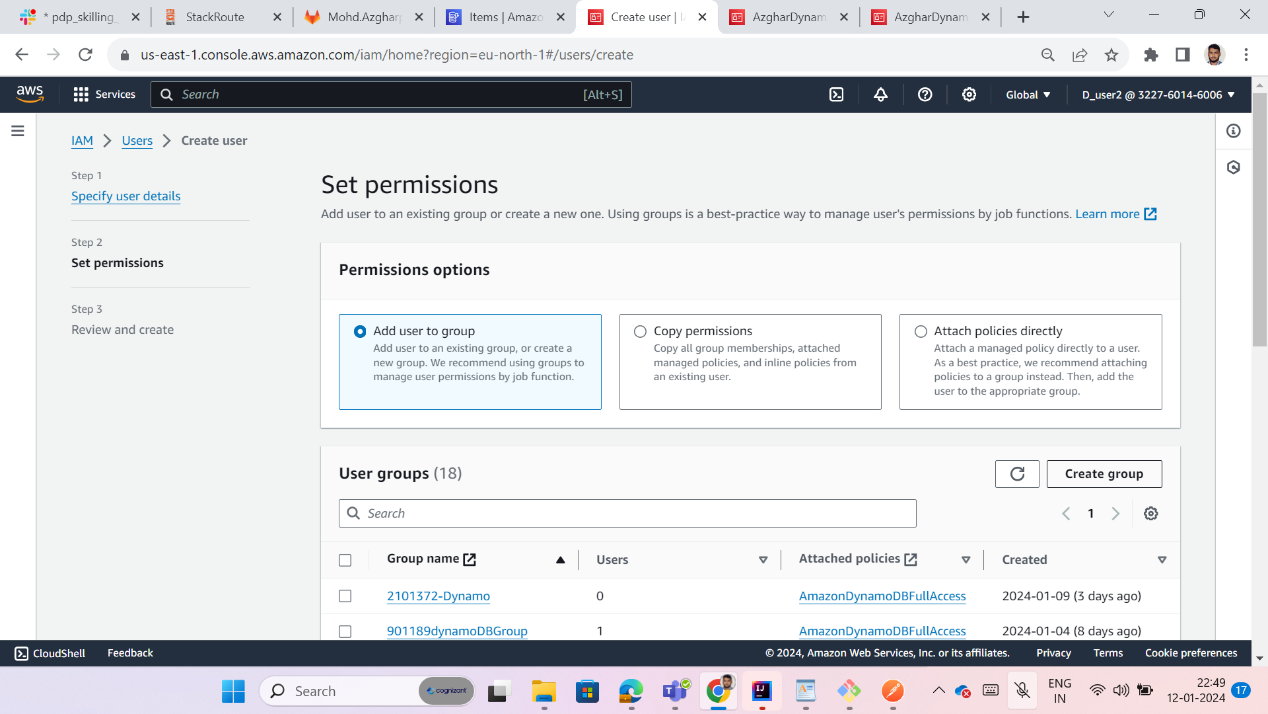 * pdp_skilling_
StackRoute
Mohd.Azgharp
Items | Amazo
Create user | I
AzgharDynam
AzgharDynam
us-east-1.console.aws.amazon.com/iam/home?region=eu-north-1#/users/create
aws
Services
Search
[Alt+S]
Global
D_user2 @ 3227-6014-6006
IAM
Users
Create user
Step 1
Specify user details
Step 2
Set permissions
Step 3
Review and create
Set permissions
Add user to an existing group or create a new one. Using groups is a best-practice way to manage user's permissions by job functions. Learn more
Permissions options
Add user to group
Add user to an existing group, or create a
new group. We recommend using groups to
manage user permissions by job function.
Copy permissions
Copy all group memberships, attached
managed policies, and inline policies from
an existing user.
Attach policies directly
Attach a managed policy directly to a user.
As a best practice, we recommend attaching
policies to a group instead. Then, add the
user to the appropriate group.
User groups (18)
Create group
Search
1
Group name
Users
Attached policies
Created
2101372-Dynamo
0
AmazonDynamoDBFullAccess
2024-01-09 (3 days ago)
901189dynamoDBGroup
1
AmazonDynamoDBFullAccess
2024-01-04 (8 days ago)
CloudShell
Feedback
© 2024, Amazon Web Services, Inc. or its affiliates.
Privacy
Terms
Cookie preferences
Search
cognizant
ENG
IN
22:49
12-01-2024
17